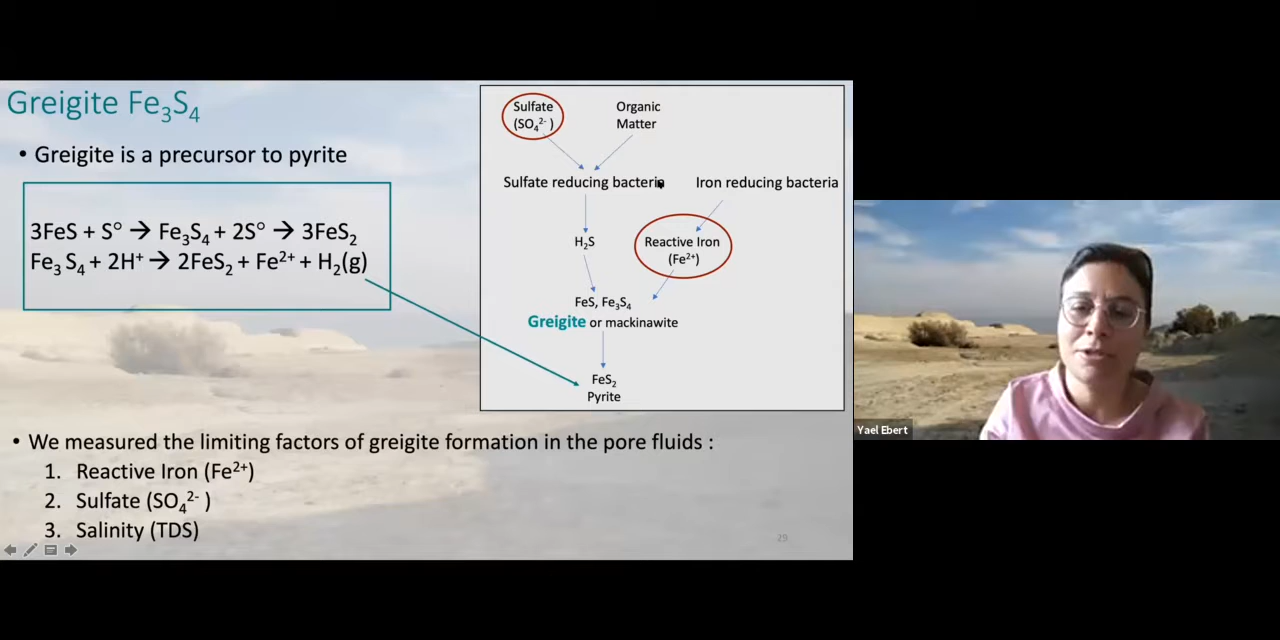 Greigite Fe₃S₄
• Greigite is a precursor to pyrite
3FeS + S° → Fe₃S₄ + 2S° → 3FeS₂
Fe₃ S₄ + 2H⁺ → 2FeS₂ + Fe²⁺ + H₂(g)
Sulfate
(SO₄²⁻ )
Organic
Matter
Sulfate reducing bacteria
Iron reducing bacteria
H₂S
Reactive Iron
(Fe²⁺)
FeS, Fe₃S₄
Greigite or mackinawite
FeS₂
Pyrite
• We measured the limiting factors of greigite formation in the pore fluids :
1. Reactive Iron (Fe²⁺)
2. Sulfate (SO₄²⁻ )
3. Salinity (TDS)
29
Yael Ebert